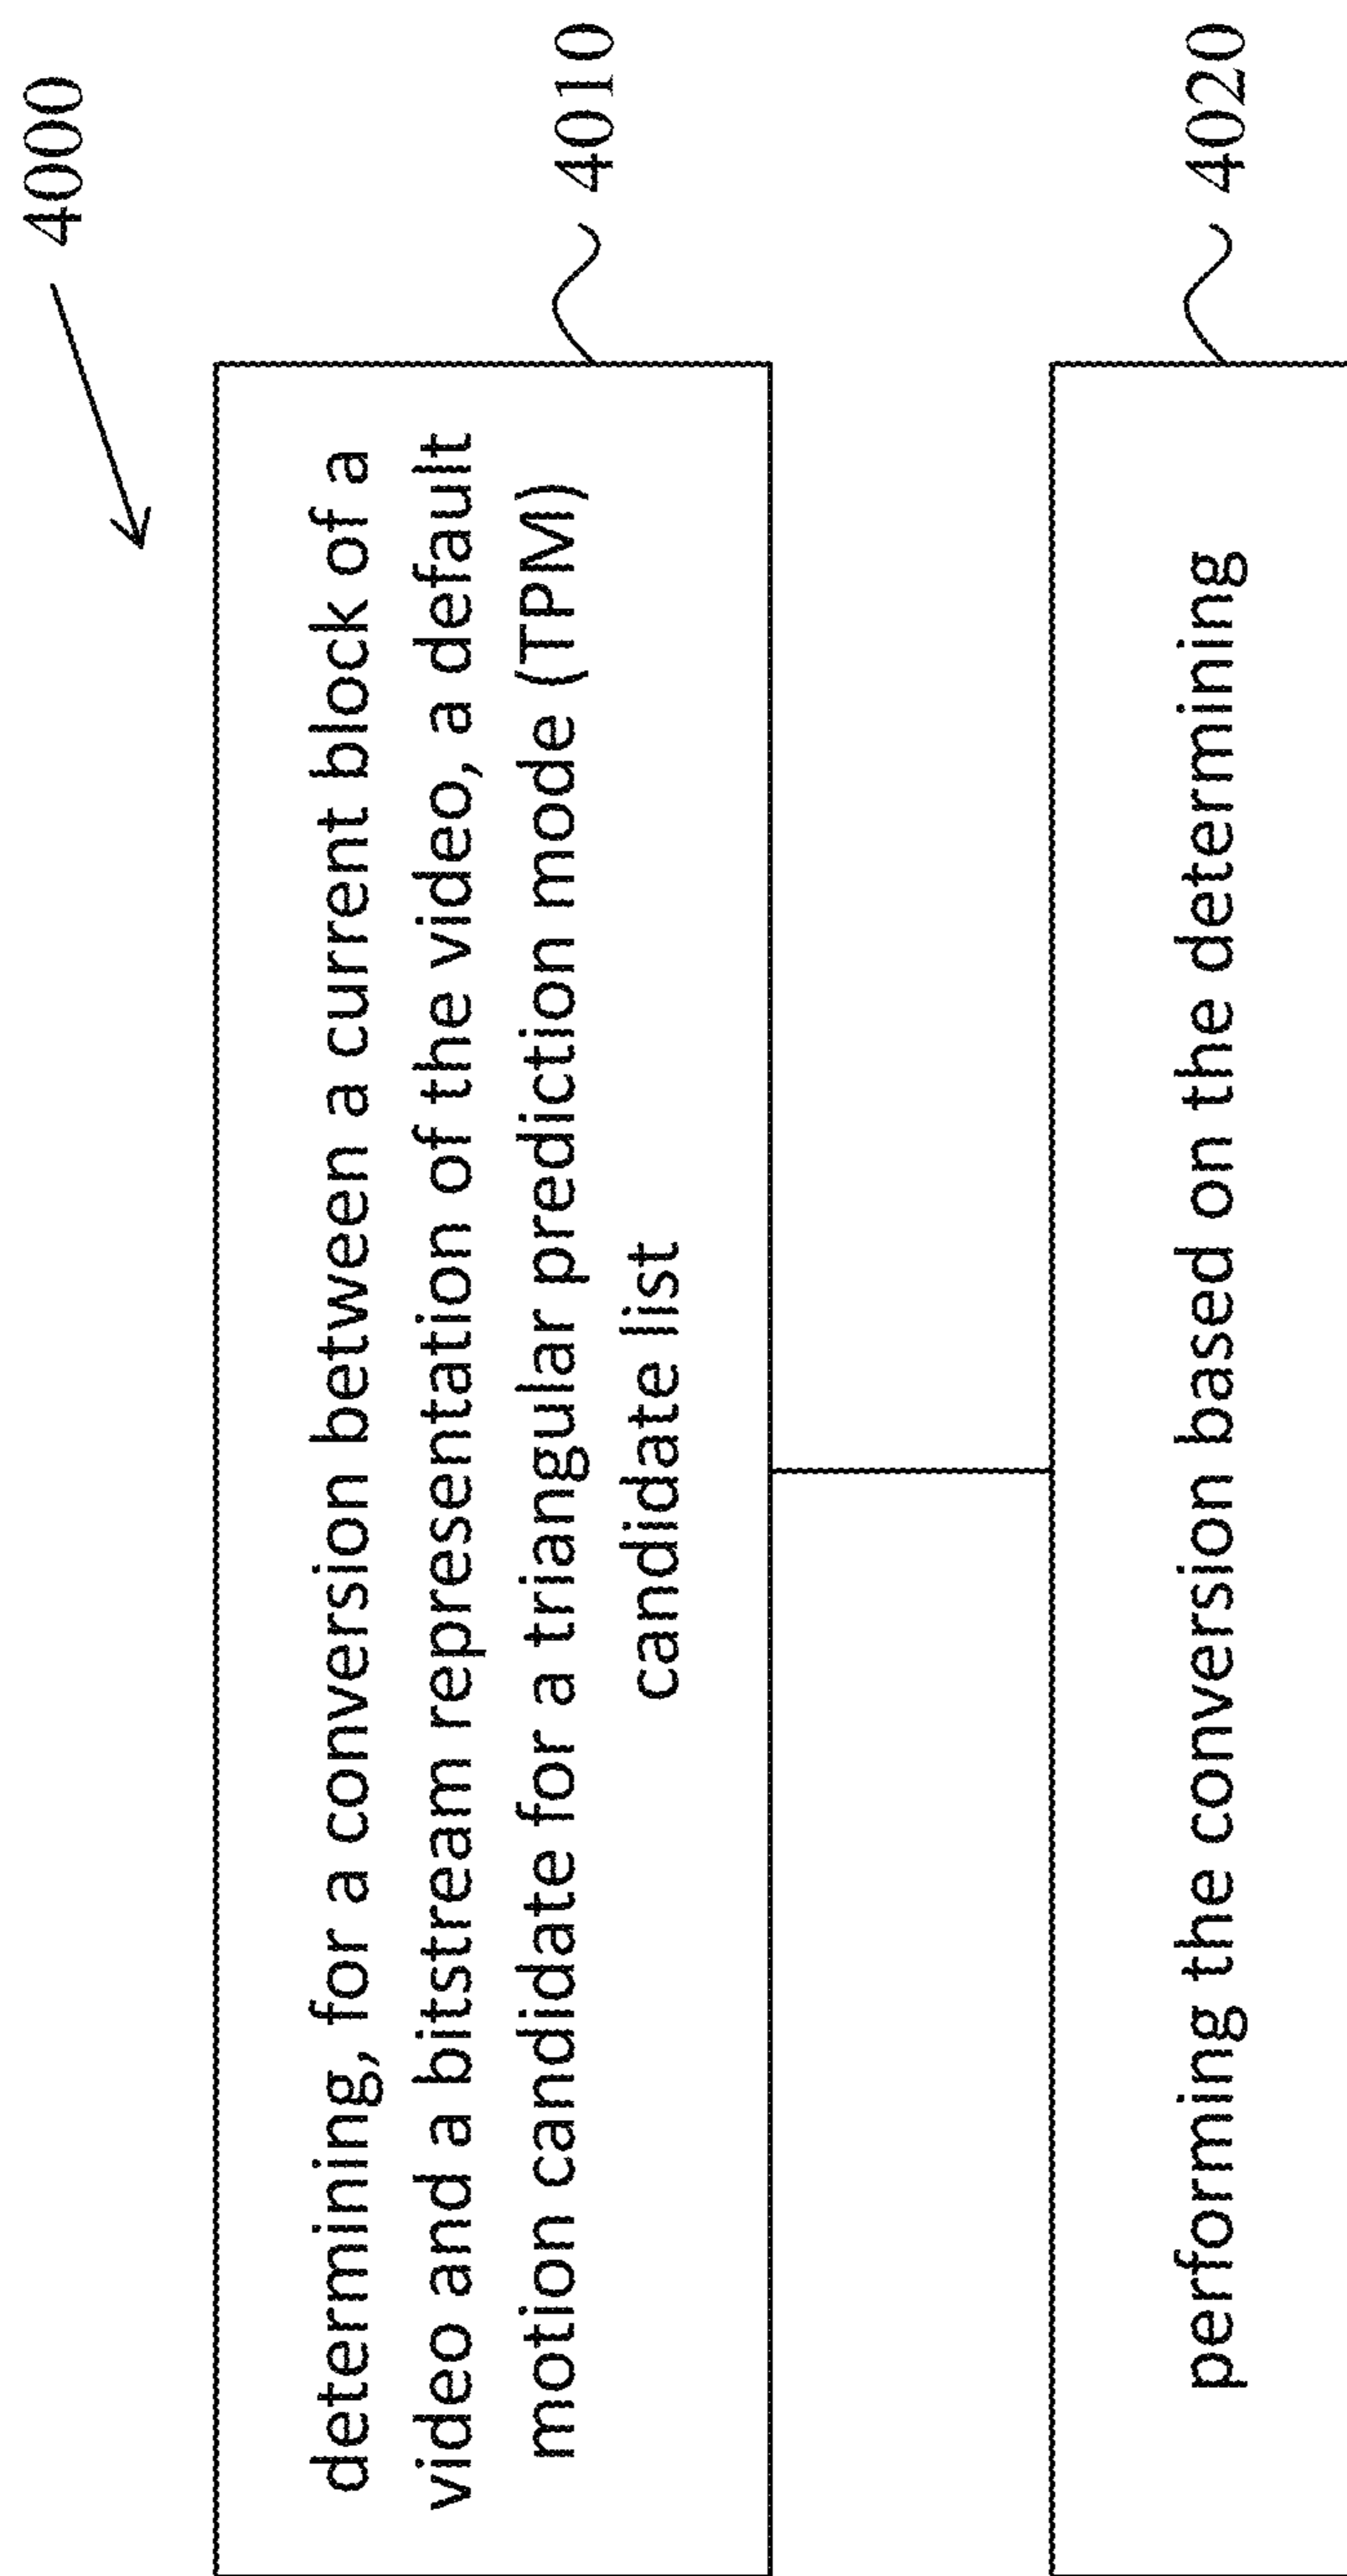 4000
determining, for a conversion between a current block of a
video and a bitstream representation of the video, a default
motion candidate for a triangular prediction mode (TPM)
candidate list
4010
performing the conversion based on the determining
4020